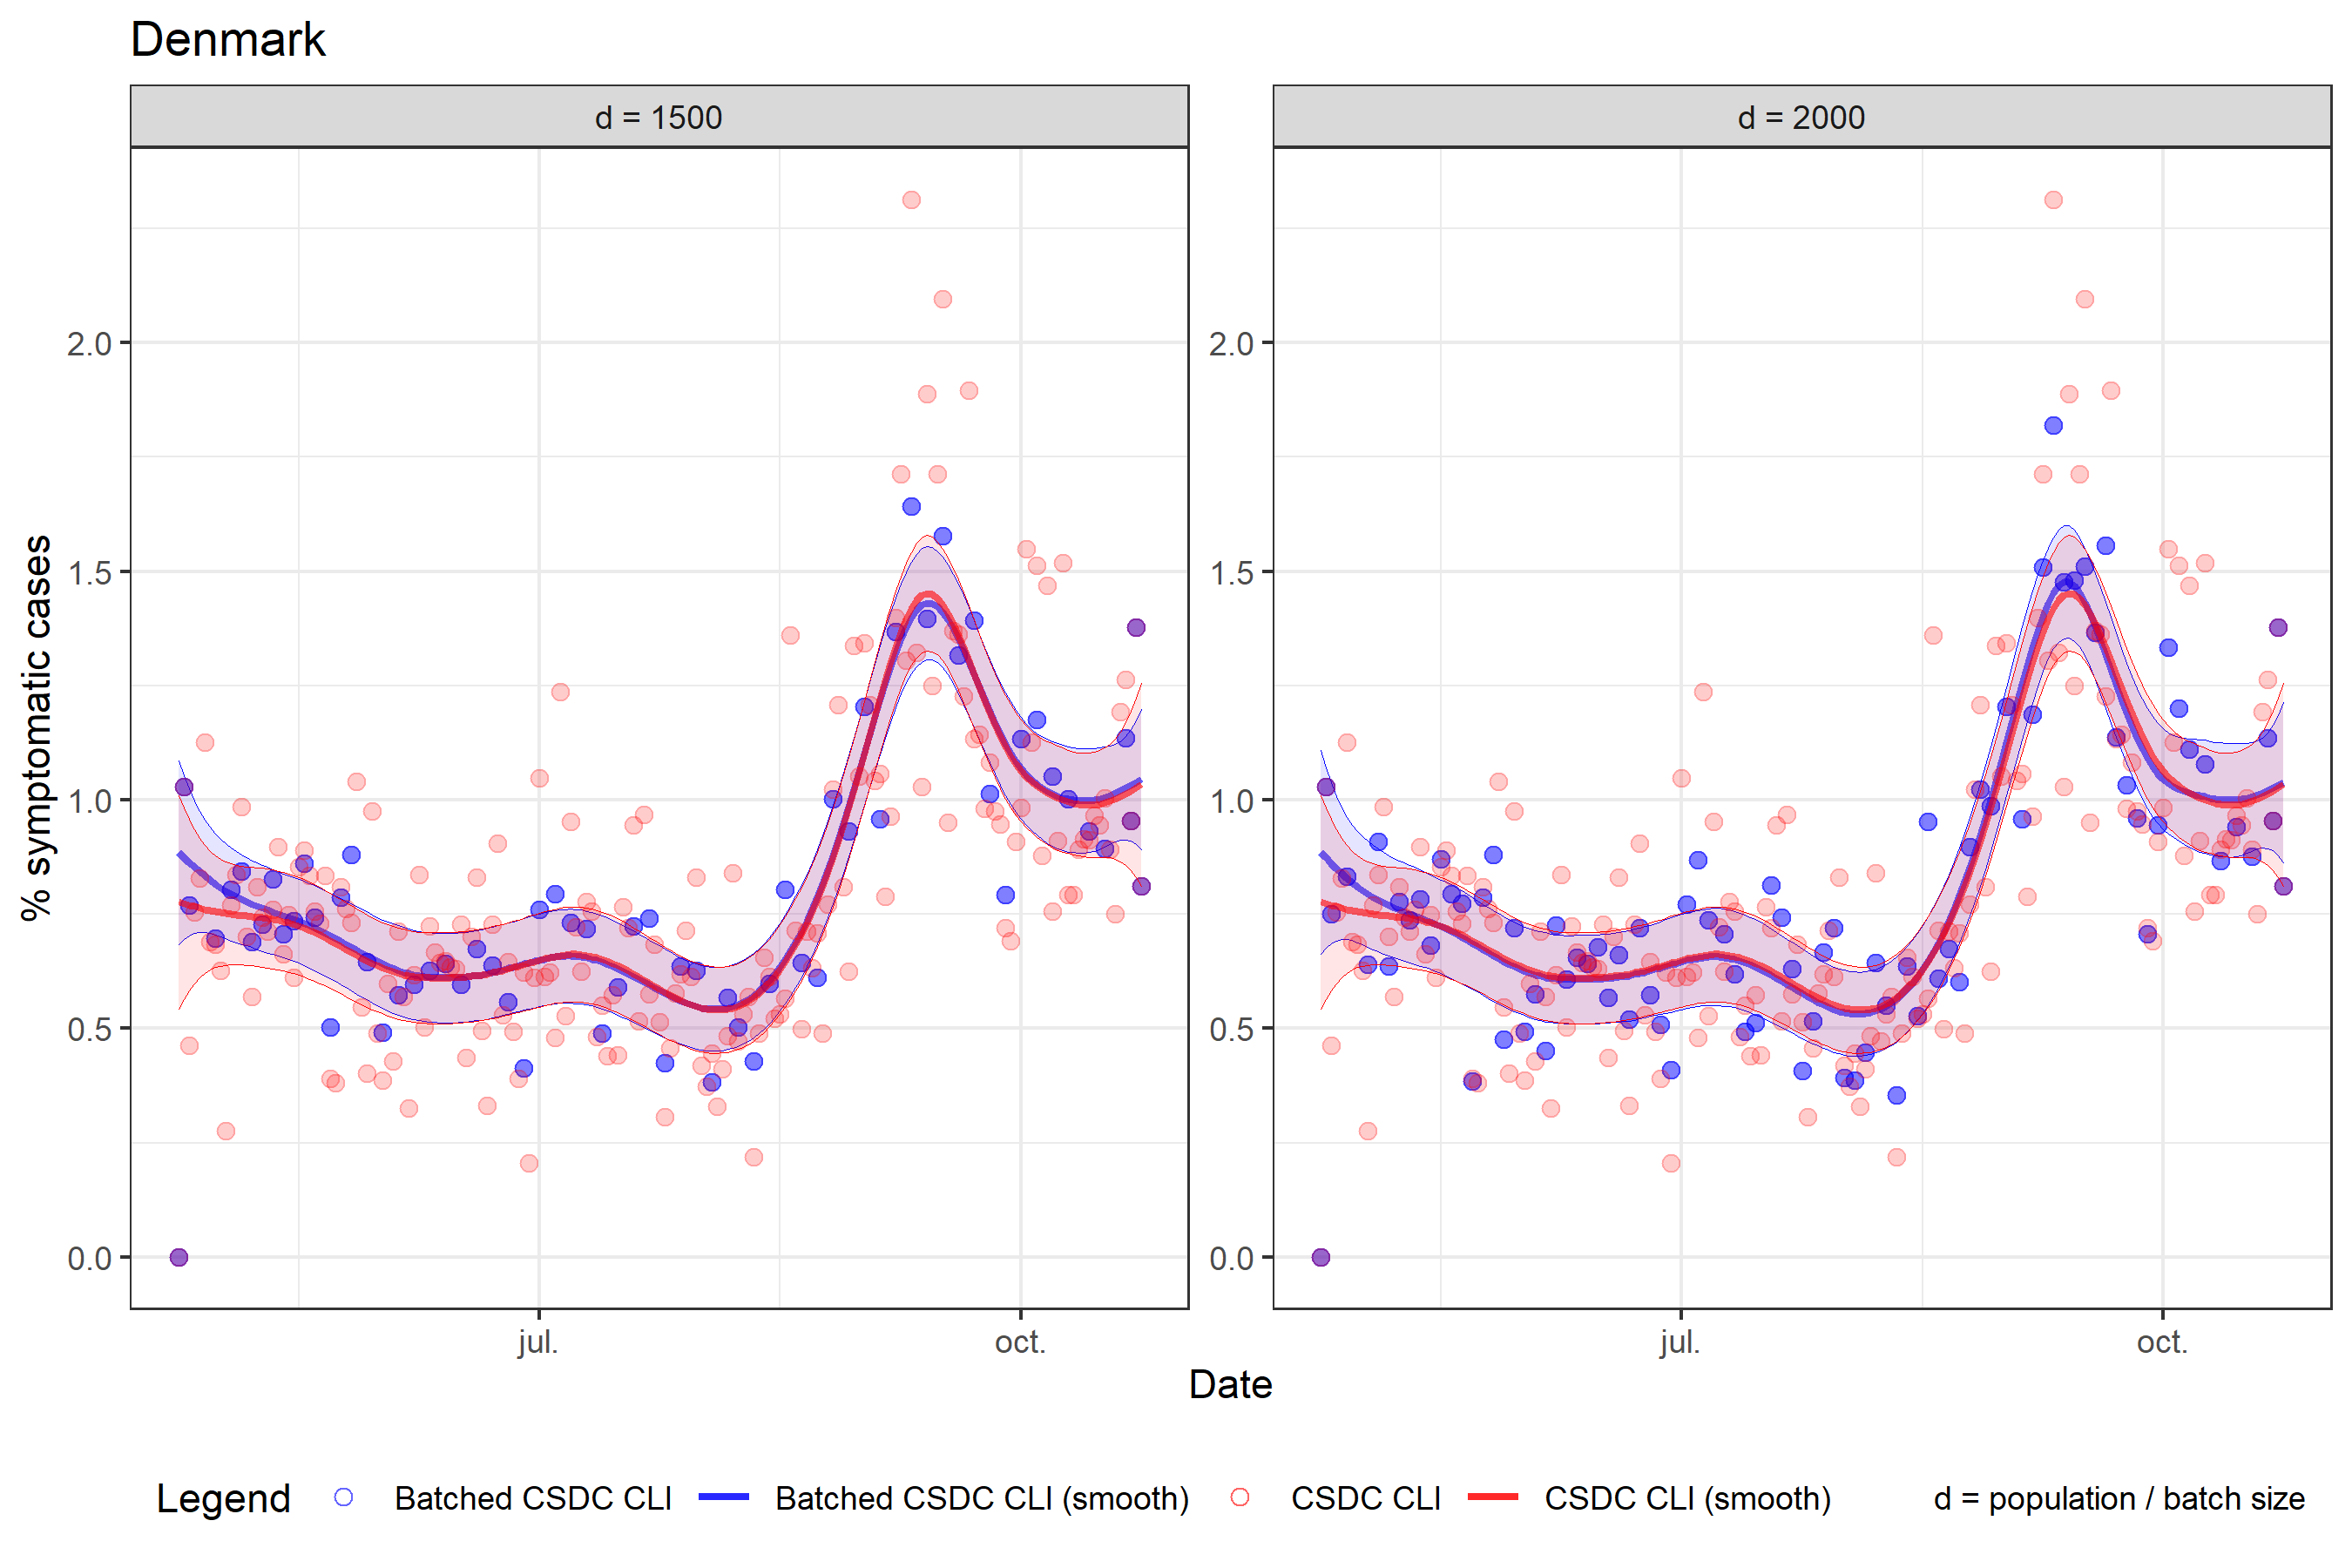 Denmark
d = 1500
d = 2000
% symptomatic cases
2.0
1.5
1.0
0.5
0.0
2.0
1.5
1.0
0.5
0.0
jul.
oct.
jul.
oct.
Date
Legend Batched CSDC CLI Batched CSDC CLI (smooth) CSDC CLI CSDC CLI (smooth) d = population / batch size